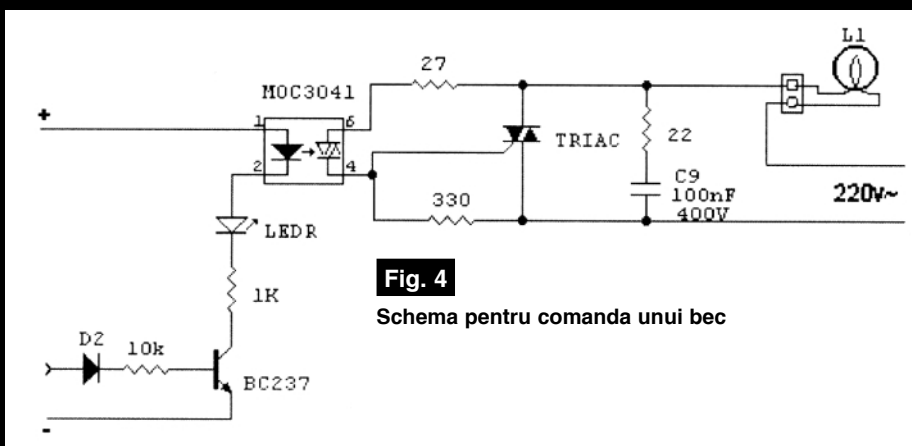 L1
27
MOC3041
+
1
6
2
4
TRIAC
22
C9
100nF
400V
220v~
330
LEDR
1K
Fig. 4
Schema pentru comanda unui bec
D2
10k
BC237
-